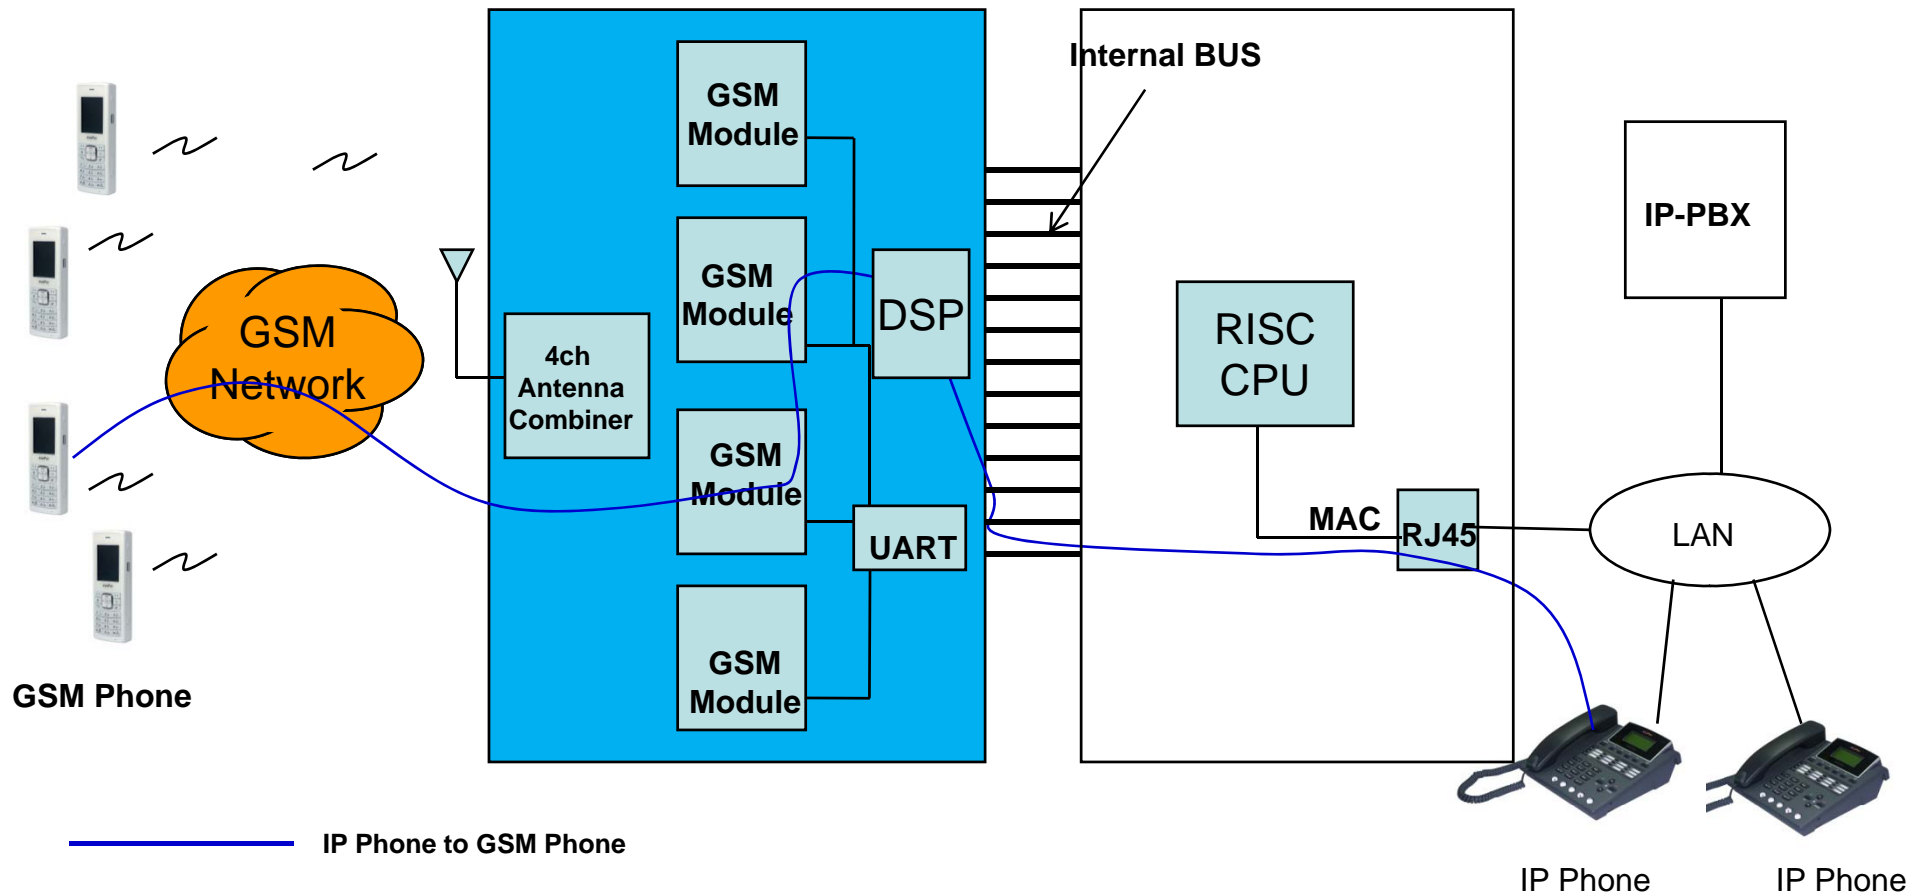 Internal BUS
GSM
Module
GSM
Module
GSM
Module
GSM
Module
DSP
UART
4ch
Antenna
Combiner
GSM
Network
GSM Phone
RISC
CPU
MAC
RJ45
IP-PBX
LAN
IP Phone to GSM Phone
IP Phone
IP Phone